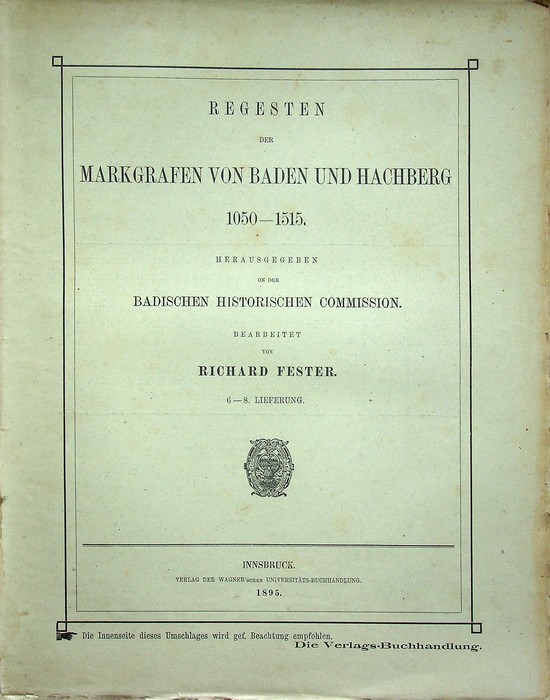 REGESTEN
DER
MARKGRAFEN VON BADEN UND HACHBERG
1050—1515.
HERAUSGEGEBEN
ON DER
BADISCHEN HISTORISCHEN COMMISSION.
BEARBEITET
VON
RICHARD FESTER.
6—8. LIEFERUNG.
INNSBRUCK.
VERLAG DER WAGNER'SCHEN UNIVERSITÄTS-BUCHHANDLUNG.
1895.
Die Innenseite dieses Umschlages wird gef. Beachtung empfohlen.
Die Verlags-Buchhandlung.